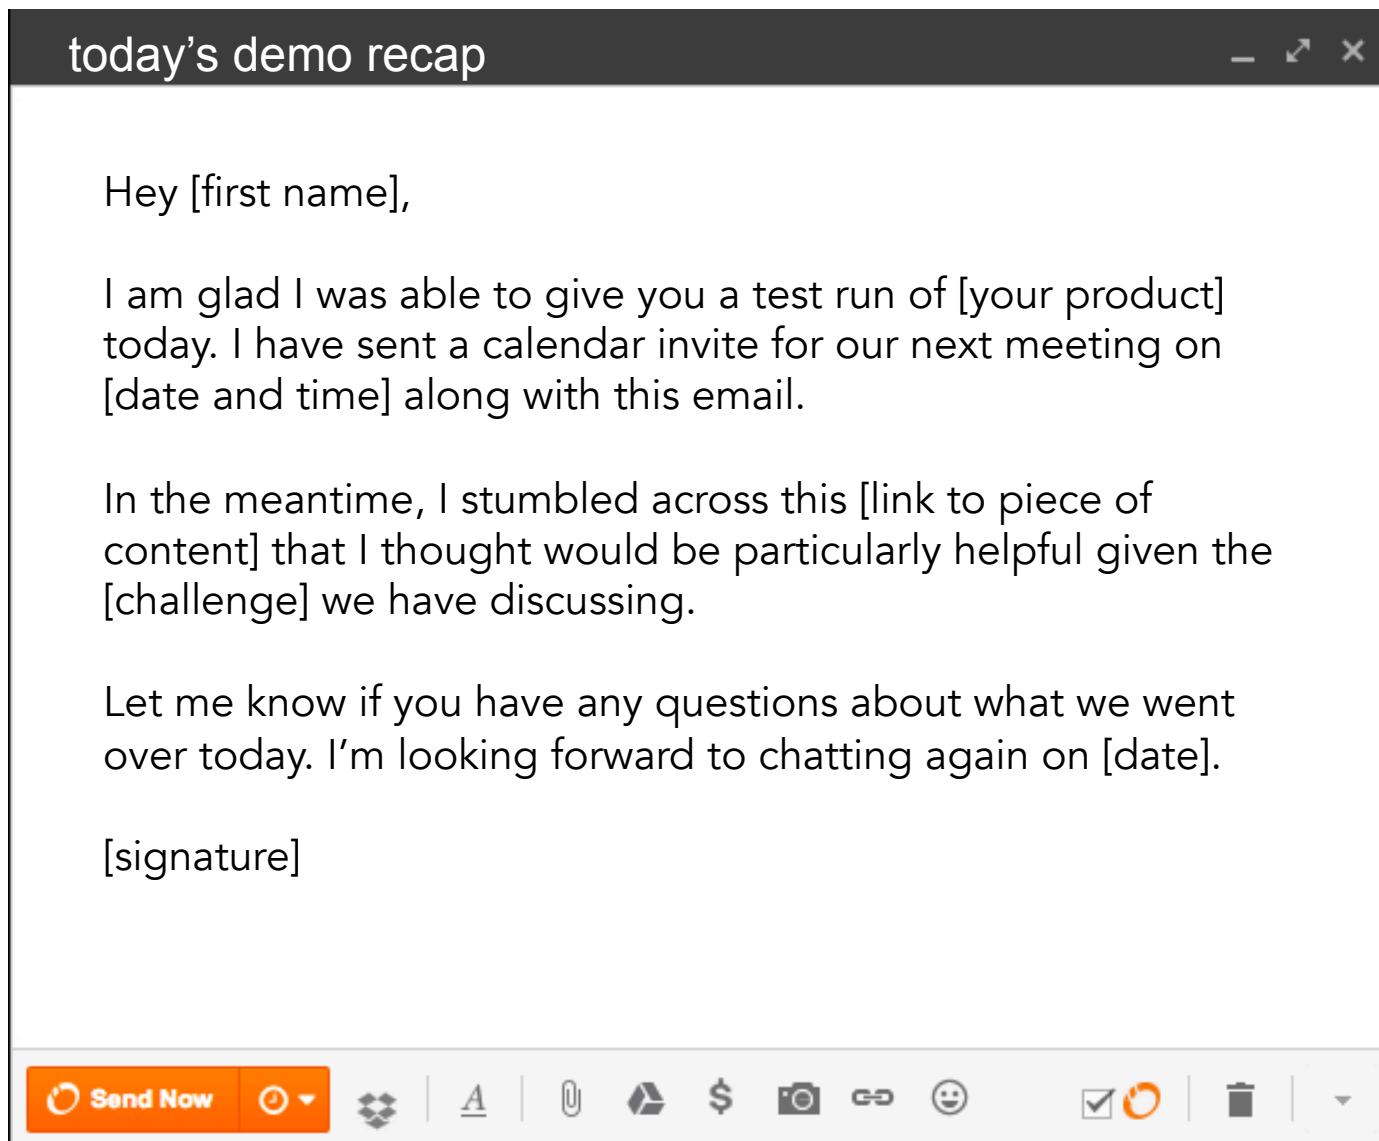 today’s demo recap
Hey [first name],
I am glad I was able to give you a test run of [your product]
today. I have sent a calendar invite for our next meeting on
[date and time] along with this email.
In the meantime, I stumbled across this [link to piece of
content] that I thought would be particularly helpful given the
[challenge] we have discussing.
Let me know if you have any questions about what we went
over today. I’m looking forward to chatting again on [date].
[signature]
Send Now